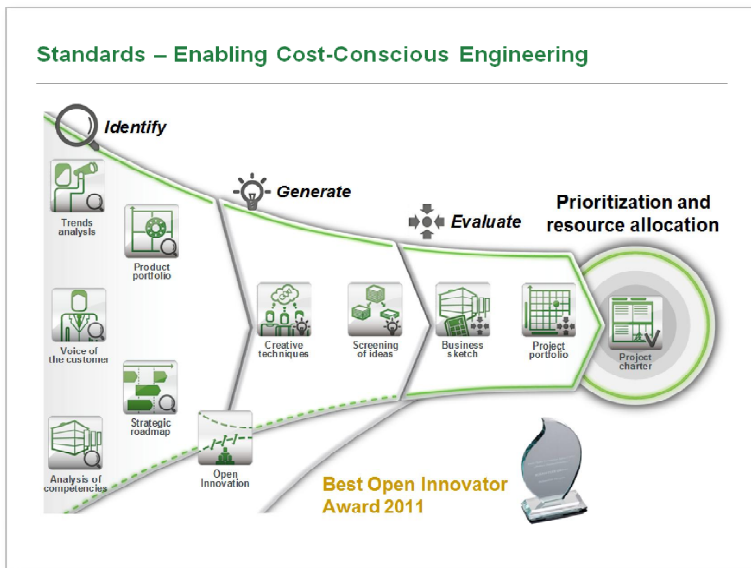 Standards – Enabling Cost-Conscious Engineering
Identify
Generate
Evaluate
Prioritization and
resource allocation
Trends
analysis
Product
portfolio
Voice of
the customer
Strategic
roadmap
Analysis of
competencies
Open
Innovation
Creative
techniques
Screening
of ideas
Business
sketch
Project
portfolio
Project
charter
Best Open Innovator
Award 2011